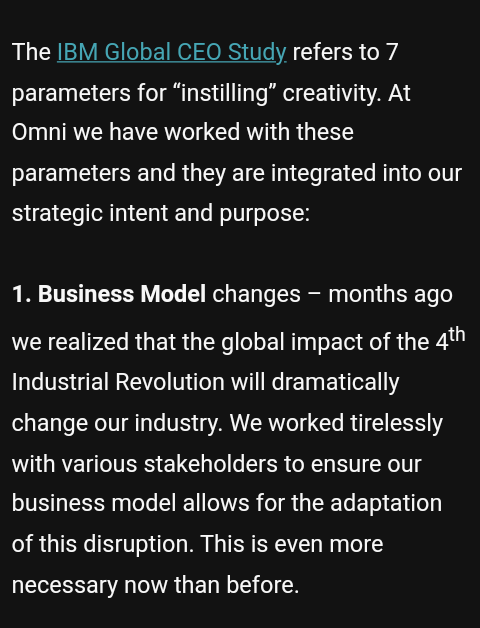 The IBM Global CEO Study refers to 7
parameters for “instilling” creativity. At
Omni we have worked with these
parameters and they are integrated into our
strategic intent and purpose:
1. Business Model changes – months ago
we realized that the global impact of the 4th
Industrial Revolution will dramatically
change our industry. We worked tirelessly
with various stakeholders to ensure our
business model allows for the adaptation
of this disruption. This is even more
necessary now than before.